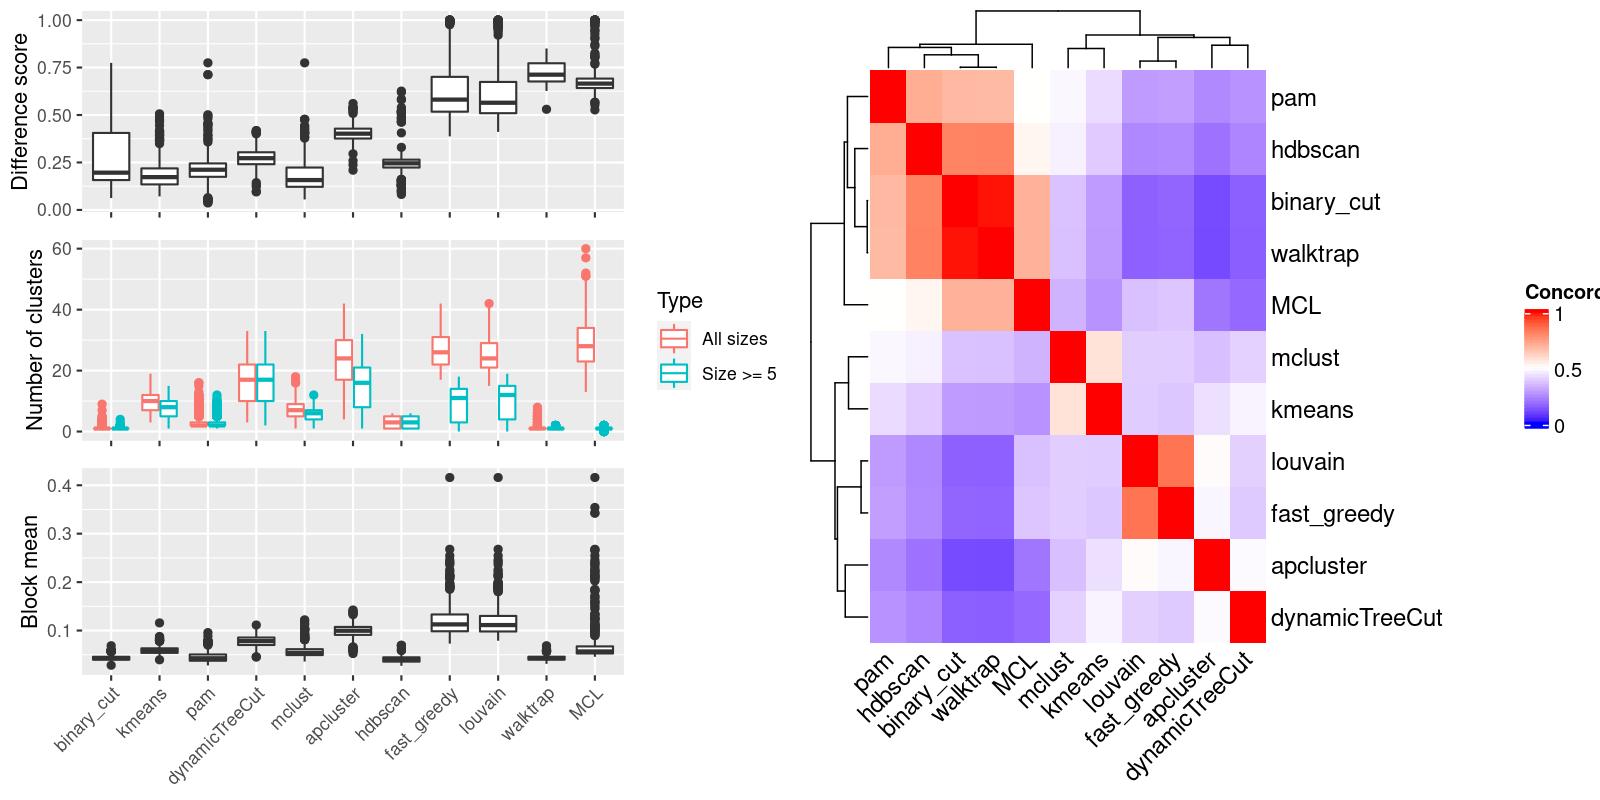 Difference score
1.00
0.75
0.50
0.25
0.00
Number of clusters
60
40
20
0
Block mean
0.4
0.3
0.2
0.1
binary_cut
kmeans
pam
dynamicTreeCut
mclust
apcluster
hdbscan
fast_greedy
louvain
walktrap
MCL
Type
All sizes
Size >= 5
pam
hdbscan
binary_cut
walktrap
MCL
mclust
kmeans
louvain
fast_greedy
apcluster
dynamicTreeCut
pam
hdbscan
binary_cut
walktrap
MCL
mclust
kmeans
louvain
fast_greedy
apcluster
dynamicTreeCut
Concord
1
0.5
0